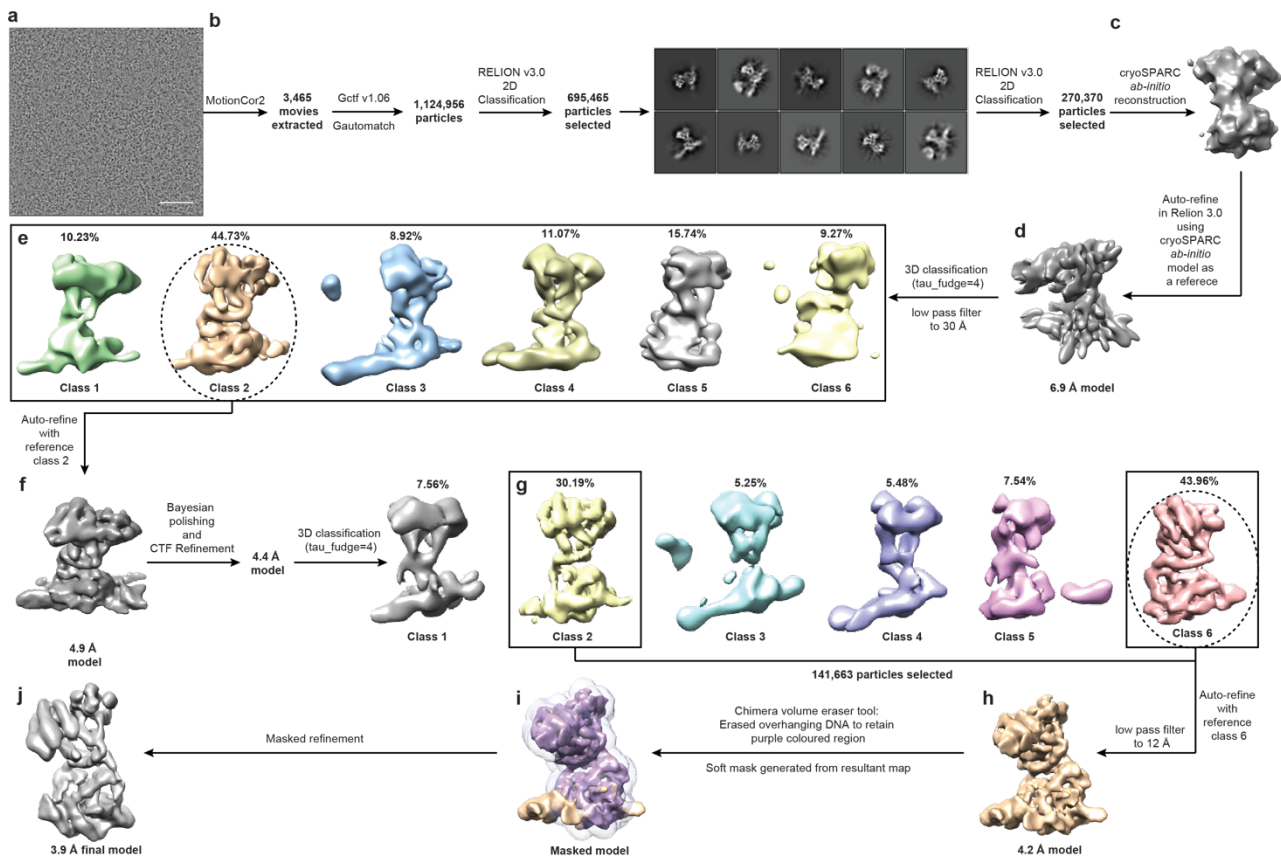 a
b
MotionCor2
3,465
movies
extracted
Gctf v1.06
Gautomatch
1,124,956
particles
RELION v3.0
2D
Classification
695,465
particles
selected
RELION v3.0
2D
Classification
270,370
particles
selected
cryoSPARC
ab-initio
reconstruction
c
Auto-refine
in Relion 3.0
using
cryoSPARC
ab-initio
model as
a referece
d
6.9 Å model
3D classification
(tau_fudge=4)
low pass filter
to 30 Å
e
10.23%
44.73%
8.92%
11.07%
15.74%
9.27%
Class 1
Class 2
Class 3
Class 4
Class 5
Class 6
Auto-refine
with
reference
class 2
f
4.9 Å
model
Bayesian
polishing
and
CTF Refinement
4.4 Å
model
3D classification
(tau_fudge=4)
7.56%
Class 1
g
30.19%
5.25%
5.48%
7.54%
43.96%
Class 2
Class 3
Class 4
Class 5
Class 6
141,663 particles selected
Auto-refine
with
reference
class 6
low pass filter
to 12 Å
h
4.2 Å model
Chimera volume eraser tool:
Erased overhanging DNA to retain
purple coloured region
Soft mask generated from resultant map
i
Masked model
Masked refinement
j
3.9 Å final model